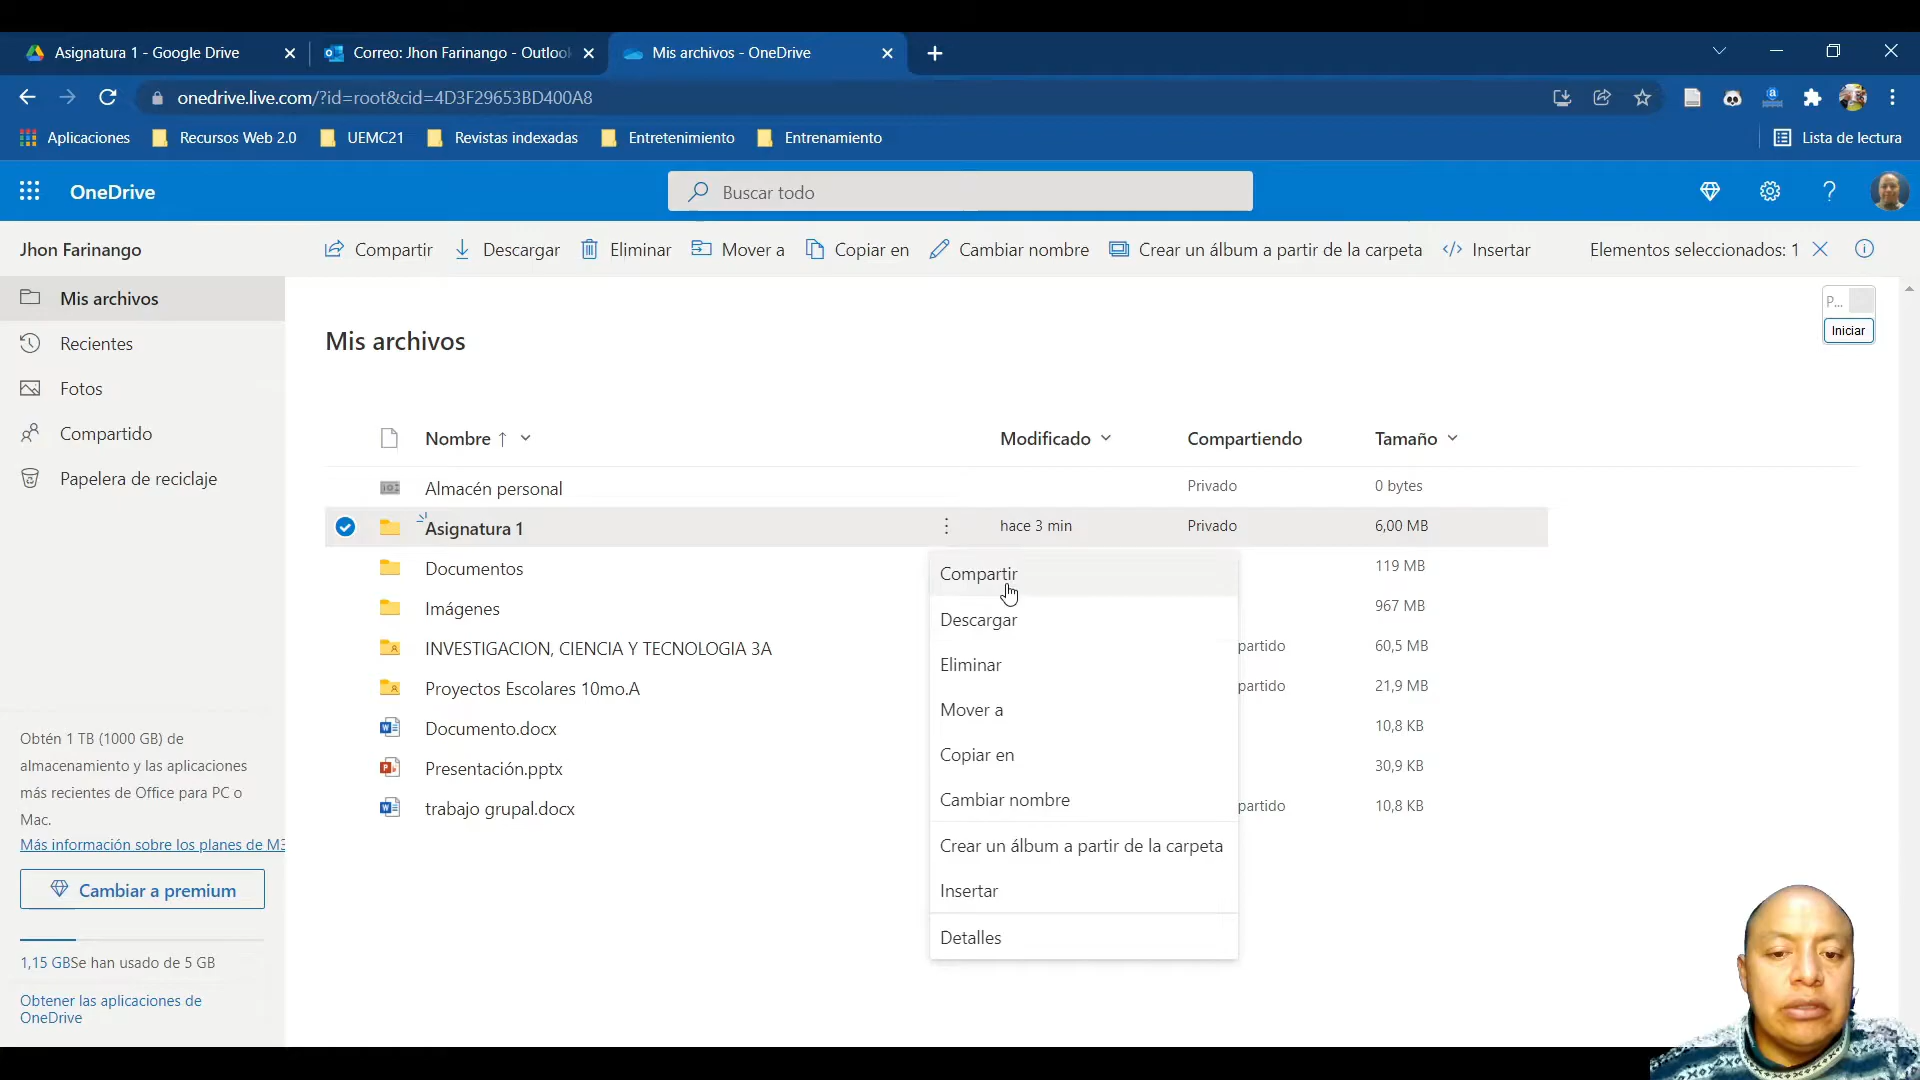 Asignatura 1 - Google Drive
Correo: Jhon Farinango - Outlook
Mis archivos - OneDrive
onedrive.live.com/?id=root&cid=4D3F29653BD400A8
Aplicaciones
Recursos Web 2.0
UEMC21
Revistas indexadas
Entretenimiento
Entrenamiento
Lista de lectura
OneDrive
Buscar todo
Jhon Farinango
Compartir
Descargar
Eliminar
Mover a
Copiar en
Cambiar nombre
Crear un álbum a partir de la carpeta
Insertar
Elementos seleccionados: 1
Mis archivos
Recientes
Fotos
Compartido
Papelera de reciclaje
Obtén 1 TB (1000 GB) de
almacenamiento y las aplicaciones
más recientes de Office para PC o
Mac.
Más información sobre los planes de M3
Cambiar a premium
1,15 GBSe han usado de 5 GB
Obtener las aplicaciones de
OneDrive
P...
Iniciar
Mis archivos
Nombre ↑ Modificado Compartiendo Tamaño
Almacén personal Privado 0 bytes
Asignatura 1 hace 3 min Privado 6,00 MB
Documentos 119 MB
Imágenes 967 MB
INVESTIGACION, CIENCIA Y TECNOLOGIA 3A partido 60,5 MB
Proyectos Escolares 10mo.A partido 21,9 MB
Documento.docx 10,8 KB
Presentación.pptx 30,9 KB
trabajo grupal.docx partido 10,8 KB
Compartir
Descargar
Eliminar
Mover a
Copiar en
Cambiar nombre
Crear un álbum a partir de la carpeta
Insertar
Detalles